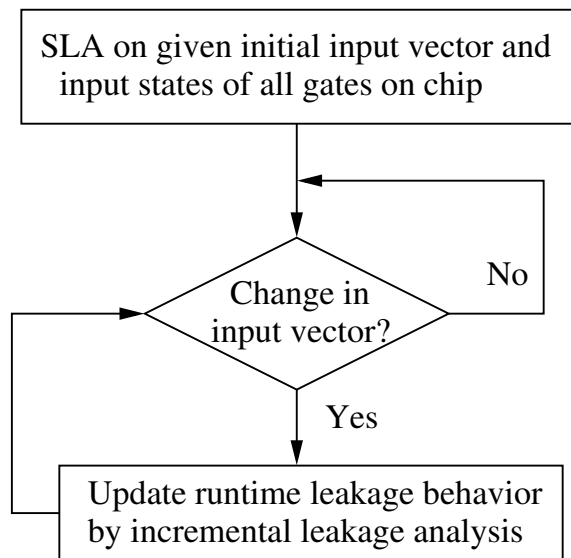 SLA on given initial input vector and
input states of all gates on chip
No
Change in
input vector?
Yes
Update runtime leakage behavior
by incremental leakage analysis